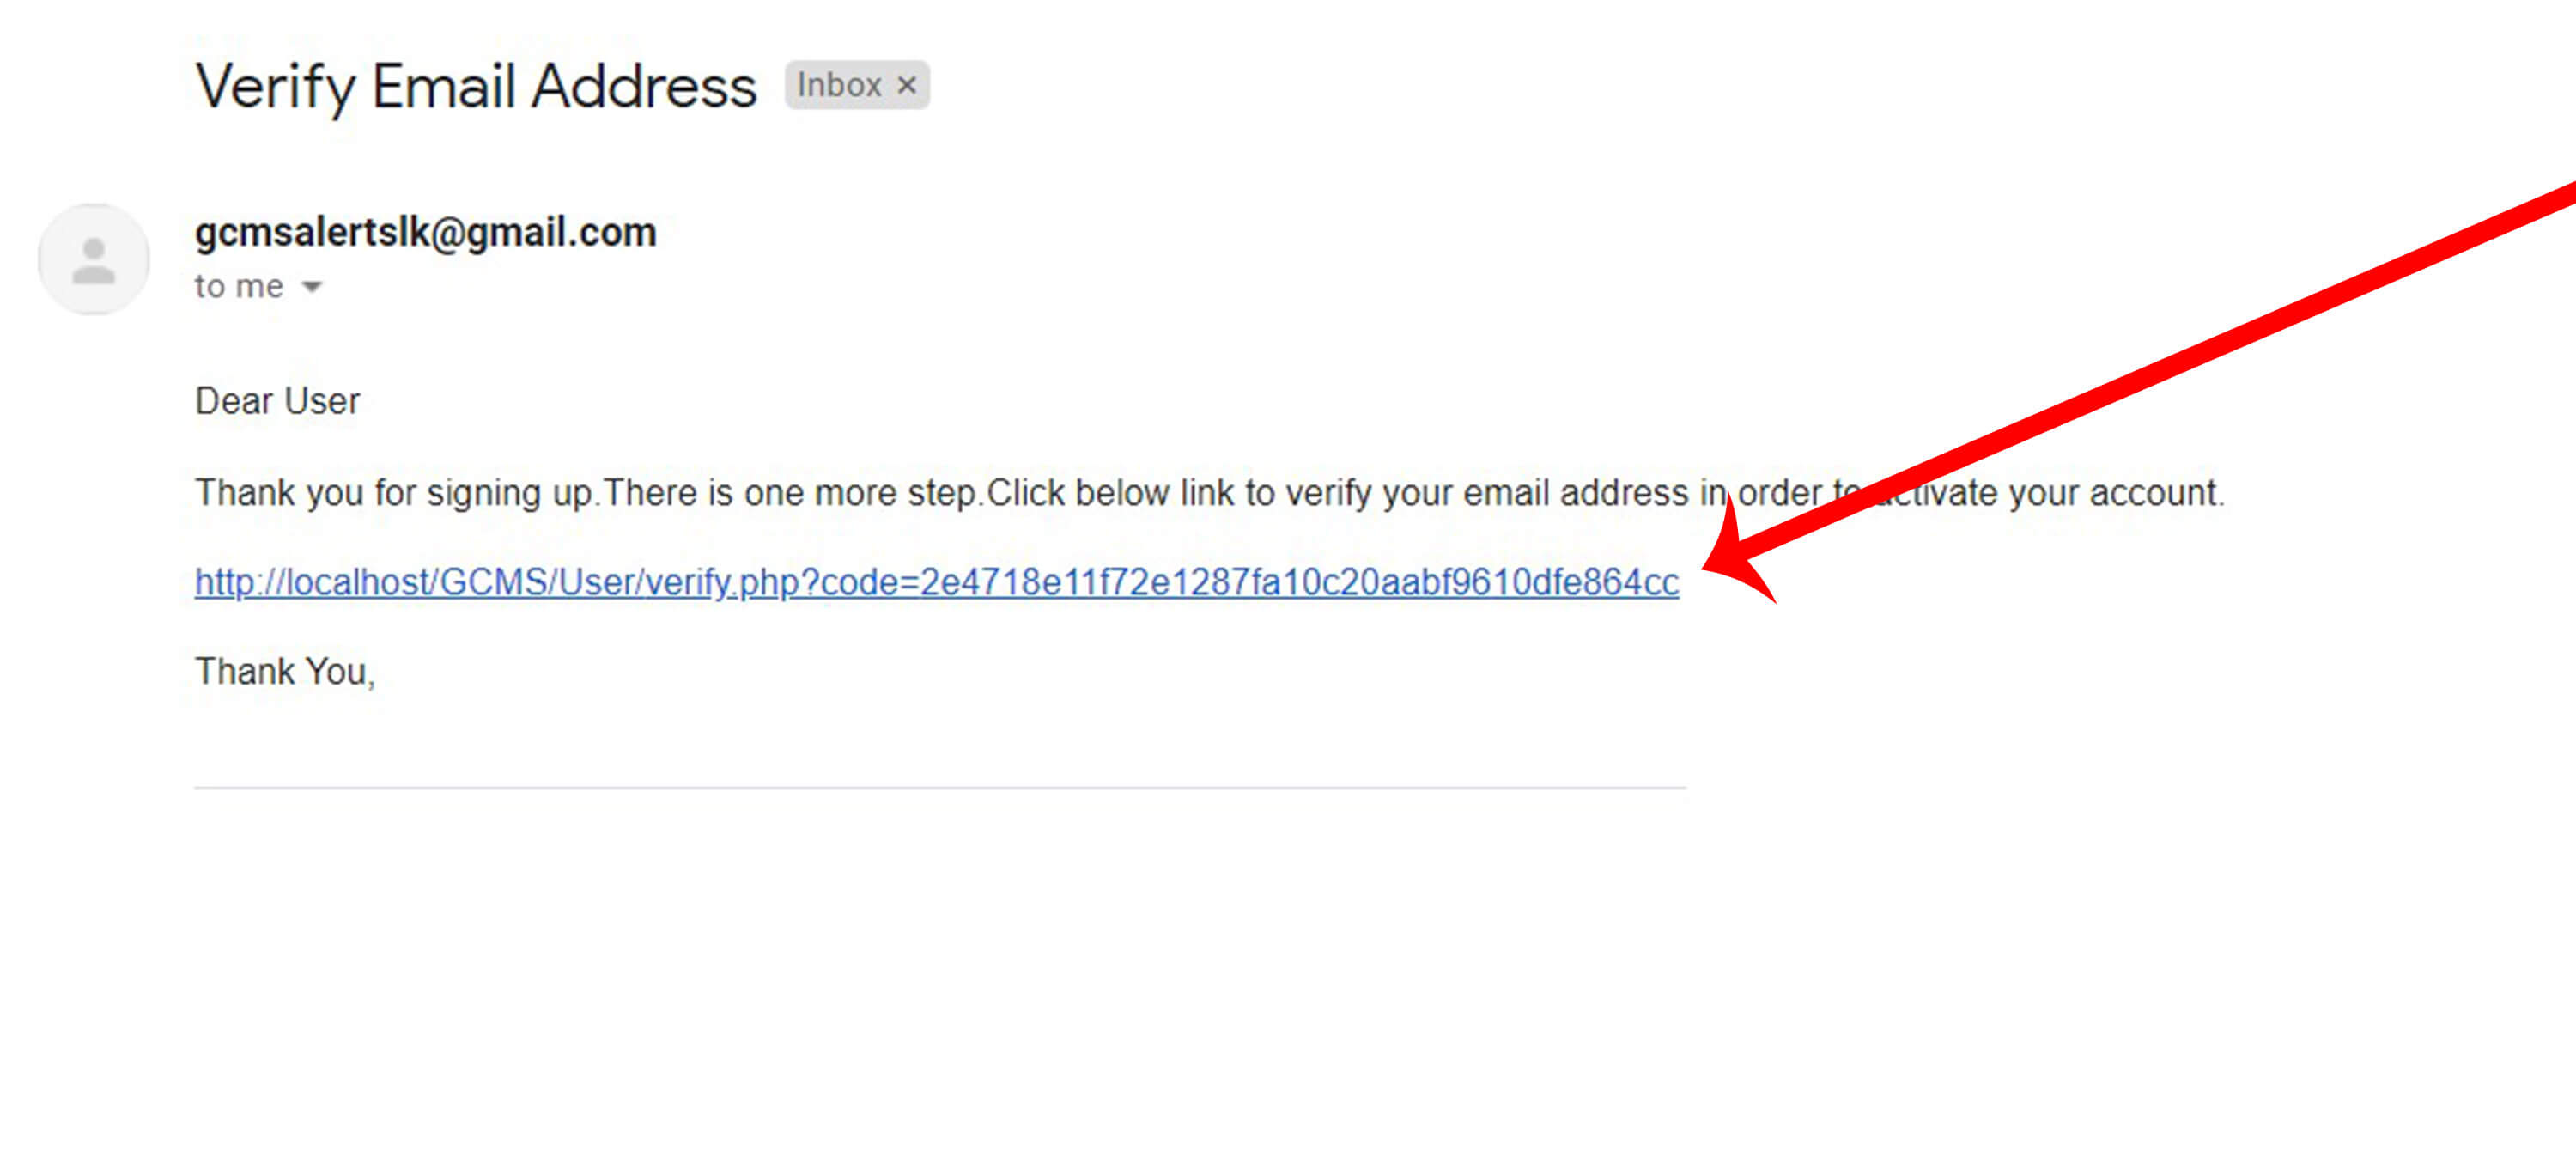 Verify Email Address Inbox ×
gcmsalertslk@gmail.com
to me
Dear User
Thank you for signing up.There is one more step.Click below link to verify your email address in order to activate your account.
http://localhost/GCMS/User/verify.php?code=2e4718e11f72e1287fa10c20aabf9610dfe864cc
Thank You,